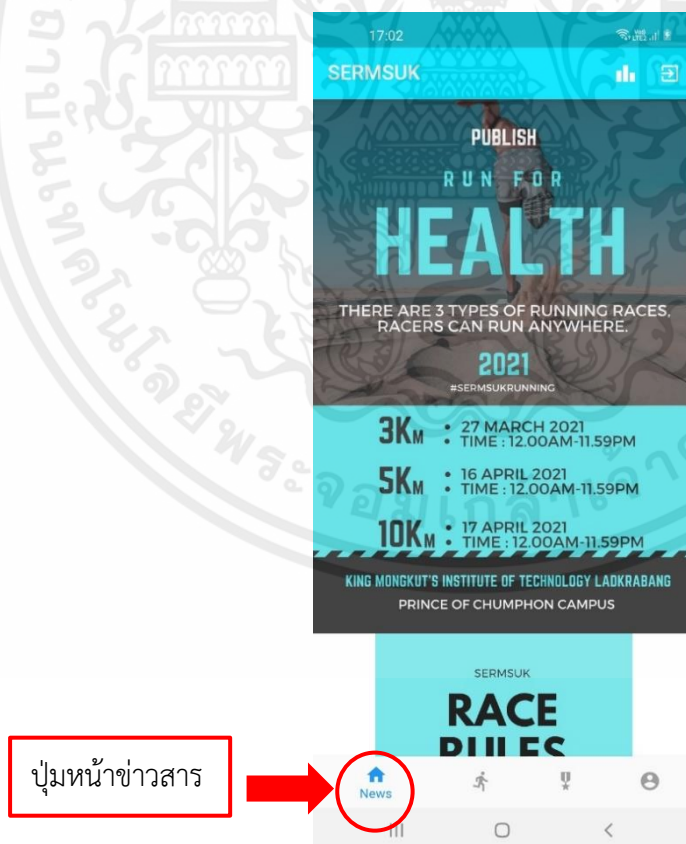 17:02
SERMSUK
PUBLISH
RUN FOR
HEALTH
THERE ARE 3 TYPES OF RUNNING RACES.
RACERS CAN RUN ANYWHERE.
2021
#SERMSUKRUNNING
3KM • 27 MARCH 2021
• TIME : 12.00AM-11.59PM
5KM • 16 APRIL 2021
• TIME : 12.00AM-11.59PM
10KM • 17 APRIL 2021
• TIME : 12.00AM-11.59PM
KING MONGKUT'S INSTITUTE OF TECHNOLOGY LADKRABANG
PRINCE OF CHUMPHON CAMPUS
SERMSUK
RACE
RULES
ปุ่มหน้าข่าวสาร
News